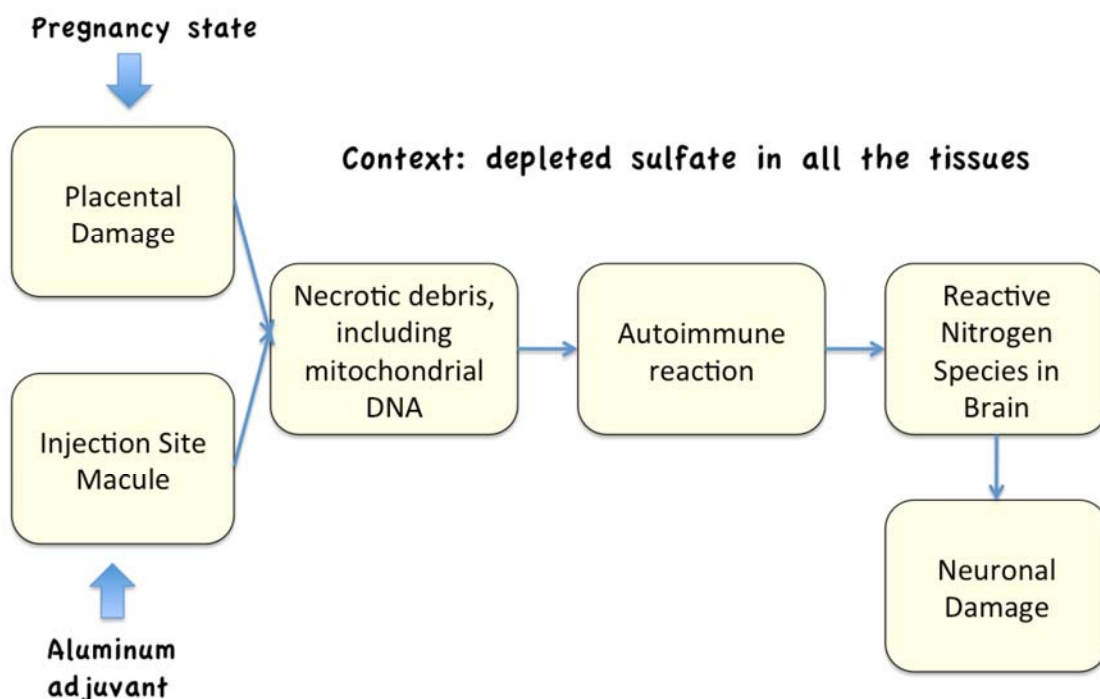 Pregnancy state
Context: depleted sulfate in all the tissues
Placental
Damage
Necrotic debris,
including
mitochondrial
DNA
Autoimmune
reaction
Reactive
Nitrogen
Species in
Brain
Injection Site
Macule
Neuronal
Damage
Aluminum
adjuvant